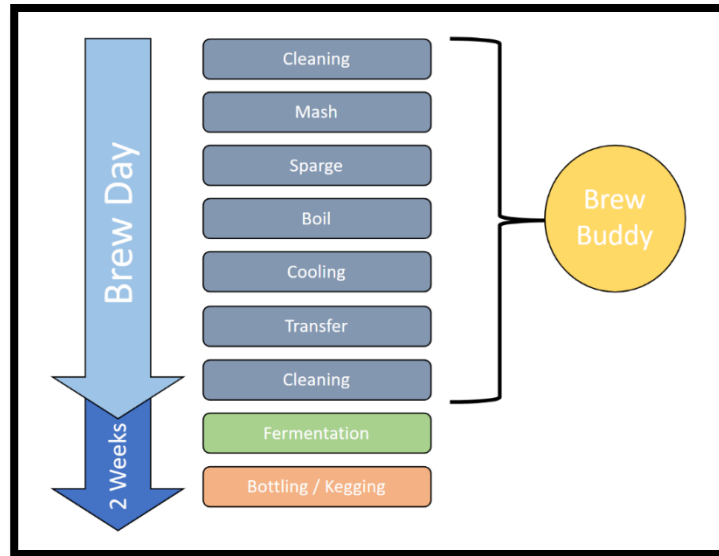 Cleaning
Mash
Sparge
Boil
Cooling
Transfer
Cleaning
Fermentation
Bottling / Kegging
Brew Day
2 Weeks
Brew
Buddy